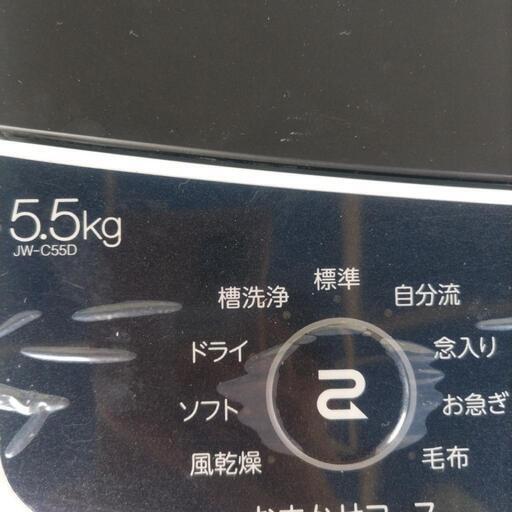 5.5kg
JW-C55D
標準
槽洗浄
自分流
ドライ
念入り
ソフト
お急ぎ
風乾燥
毛布